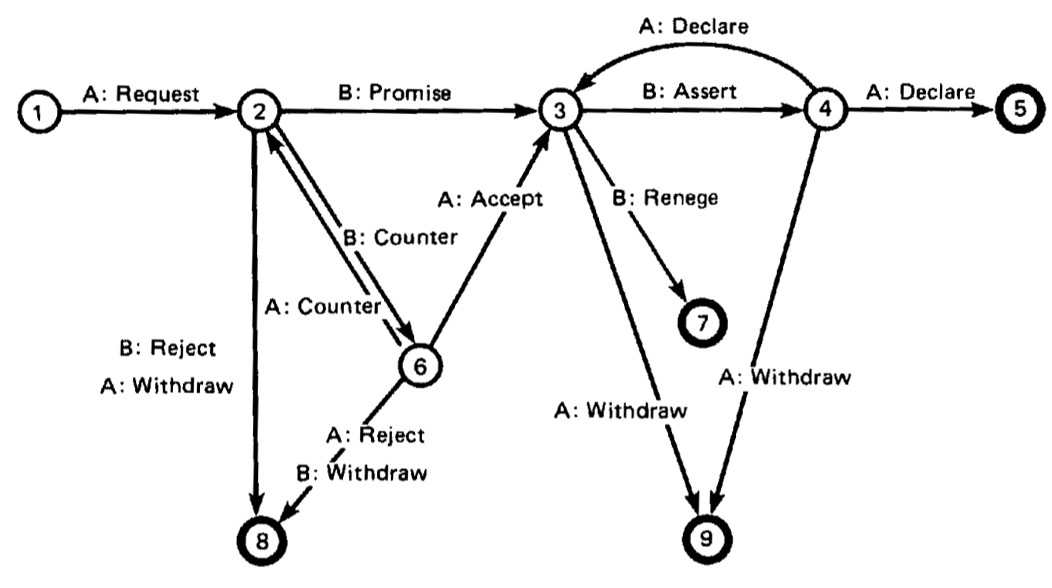 A: Declare
A: Request
B: Promise
B: Assert
A: Declare
1
2
3
4
5
A: Accept
B: Renege
B: Counter
A: Counter
7
B: Reject
A: Withdraw
6
A: Withdraw
A: Withdraw
A: Reject
B: Withdraw
8
9